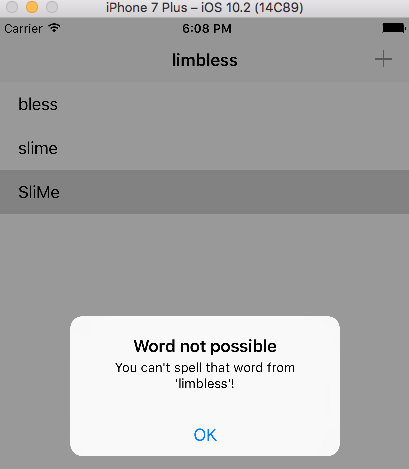 iPhone 7 Plus – iOS 10.2 (14C89)
Carrier 6:08 PM
limbless
bless
slime
SliMe
Word not possible
You can't spell that word from
'limbless'!
OK